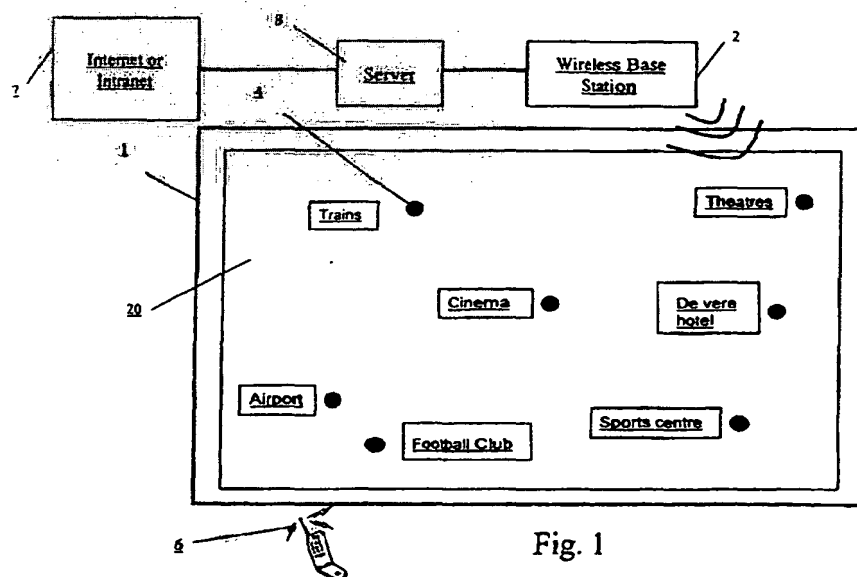 8
2
Internet or
Intranet
Server
Wireless Base
Station
7
4
1
Trains
Theatres
Cinema
De vere
hotel
20
Airport
Football Club
Sports centre
6
Fig. 1